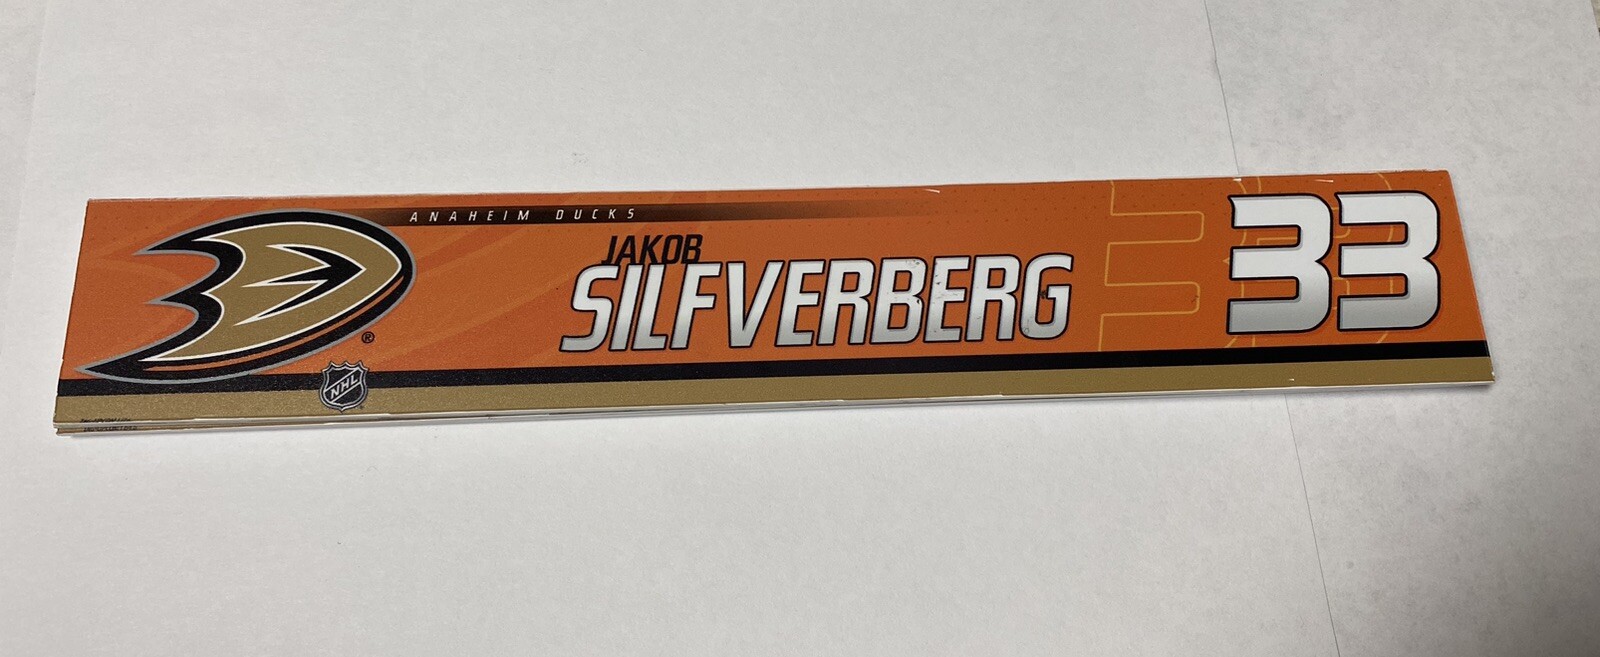 ANAHEIM DUCKS
JAKOB
SILFVERBERG
33
®
NHL